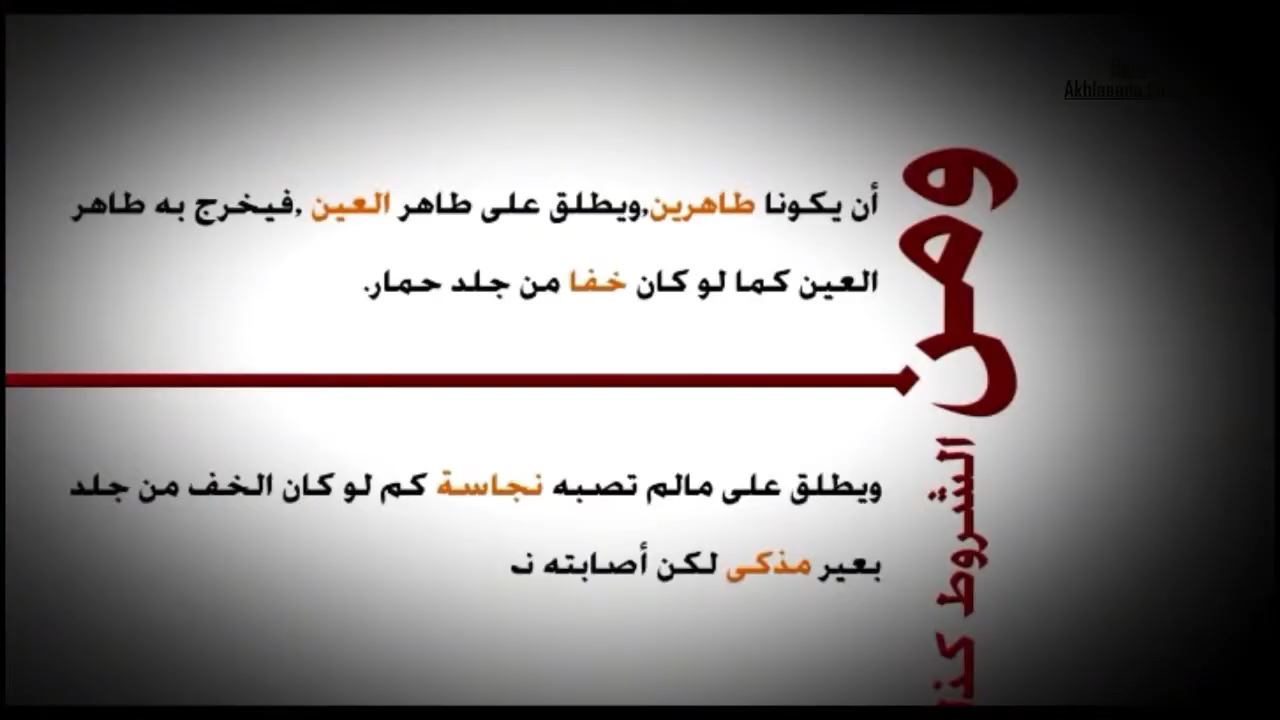 ومن
الشروط
أن يكونا طاهرين,ويطلق على طاهر العين ,فيخرج به طاهر
العين كما لو كان خفا من جلد حمار.
ويطلق على مالم تصبه نجاسة كم لو كان الخف من جلد
بعير مذكى لكن أصابته نـ